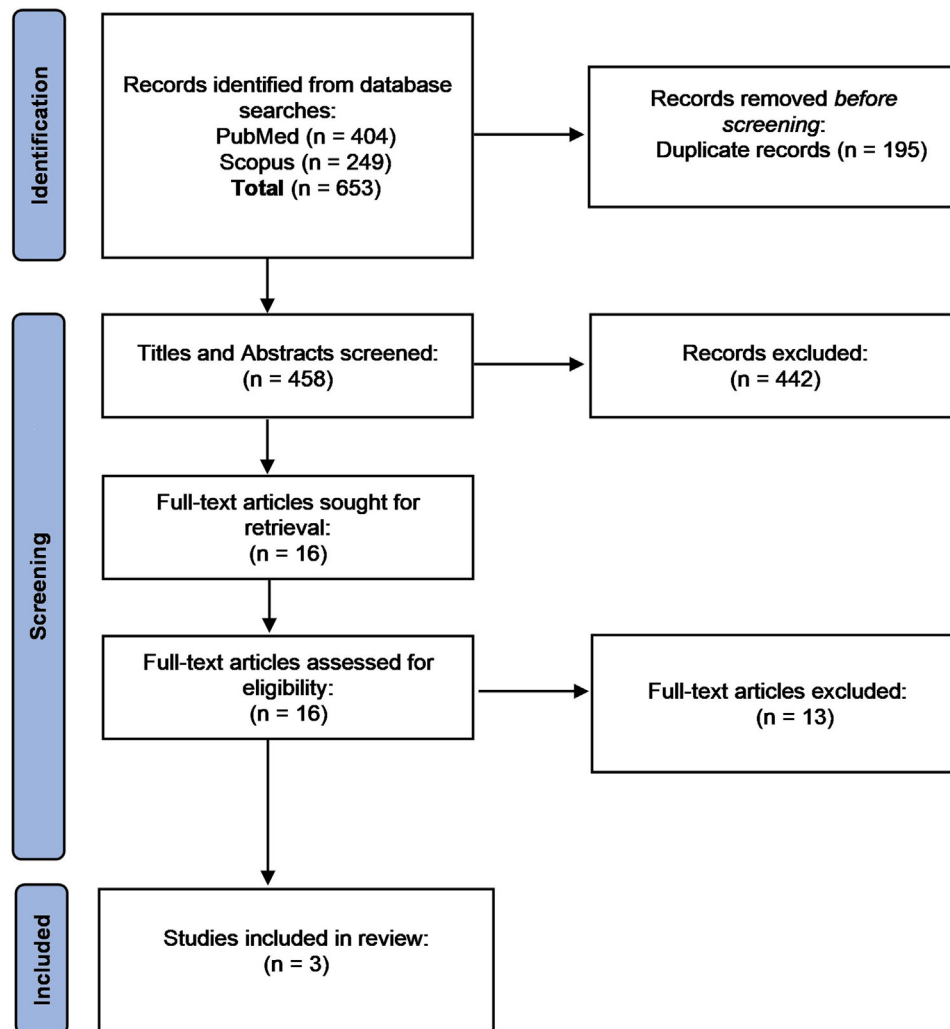 Identification
Records identified from database
searches:
PubMed (n = 404)
Scopus (n = 249)
Total (n = 653)
Records removed before
screening:
Duplicate records (n = 195)
Screening
Titles and Abstracts screened:
(n = 458)
Records excluded:
(n = 442)
Full-text articles sought for
retrieval:
(n = 16)
Full-text articles assessed for
eligibility:
(n = 16)
Full-text articles excluded:
(n = 13)
Included
Studies included in review:
(n = 3)